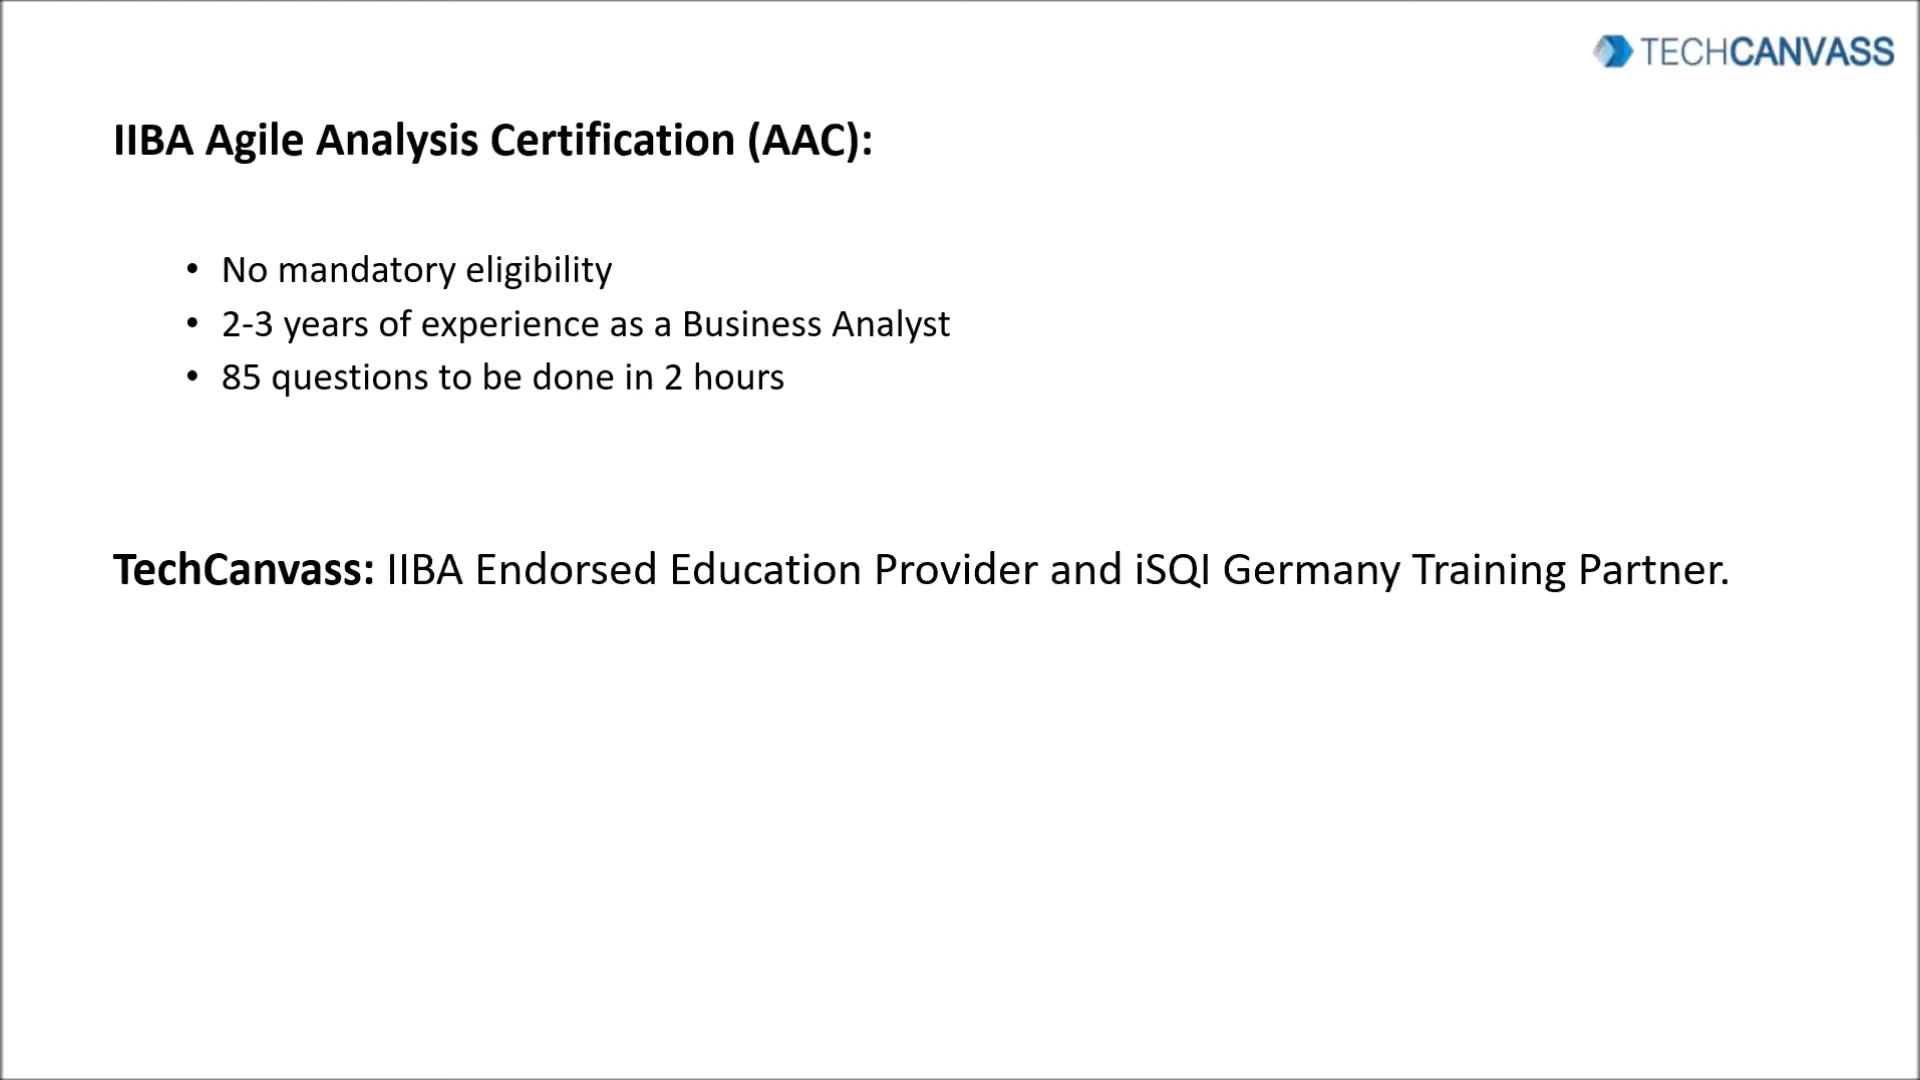 TECHCANVASS
IIBA Agile Analysis Certification (AAC):
• No mandatory eligibility
• 2-3 years of experience as a Business Analyst
• 85 questions to be done in 2 hours
TechCanvass: IIBA Endorsed Education Provider and iSQI Germany Training Partner.